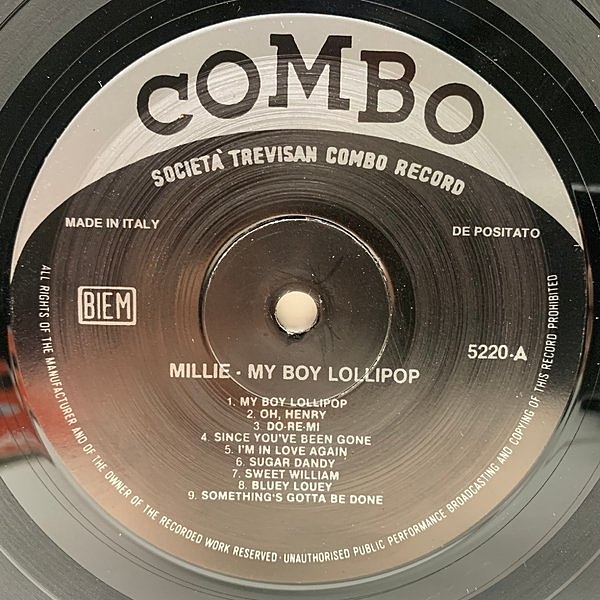 COMBO
SOCIETÀ TREVISAN COMBO RECORD
MADE IN ITALY
DE POSITATO
BIEM
5220-A
MILLIE - MY BOY LOLLIPOP
1. MY BOY LOLLIPOP
2. OH, HENRY
3. DO-RE-MI
4. SINCE YOU'VE BEEN GONE
5. I'M IN LOVE AGAIN
6. SUGAR DANDY
7. SWEET WILLIAM
8. BLUEY LOUEY
9. SOMETHING'S GOTTA BE DONE
ALL RIGHTS OF THE MANUFACTURER AND OF THE OWNER OF THE RECORDED WORK RESERVED · UNAUTHORISED PUBLIC PERFORMANCE BROADCASTING AND COPYING OF THIS RECORD PROHIBITED